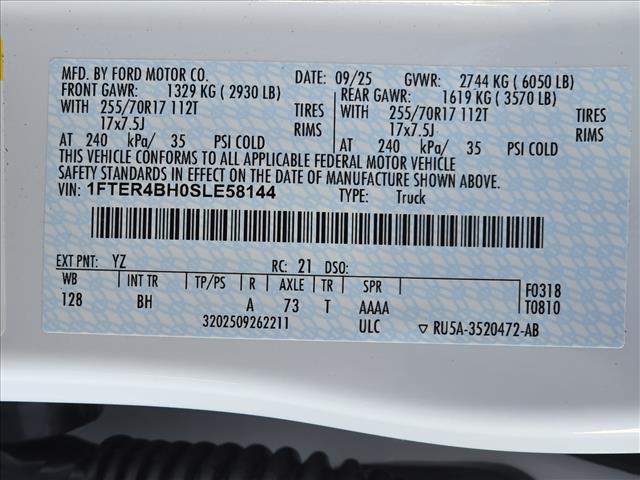 MFD. BY FORD MOTOR CO. DATE: 09/25 GVWR: 2744 KG ( 6050 LB)
FRONT GAWR: 1329 KG ( 2930 LB) REAR GAWR: 1619 KG ( 3570 LB)
WITH 255/70R17 112T TIRES WITH 255/70R17 112T TIRES
17x7.5J RIMS 17x7.5J RIMS
AT 240 kPa/ 35 PSI COLD AT 240 kPa/ 35 PSI COLD
THIS VEHICLE CONFORMS TO ALL APPLICABLE FEDERAL MOTOR VEHICLE
SAFETY STANDARDS IN EFFECT ON THE DATE OF MANUFACTURE SHOWN ABOVE.
VIN: 1FTER4BH0SLE58144 TYPE: Truck
EXT PNT: YZ RC: 21 DSO:
WB INT TR TP/PS R AXLE TR SPR F0318
128 BH A 73 T AAAA T0810
3202509262211 ULC ▽ RU5A-3520472-AB